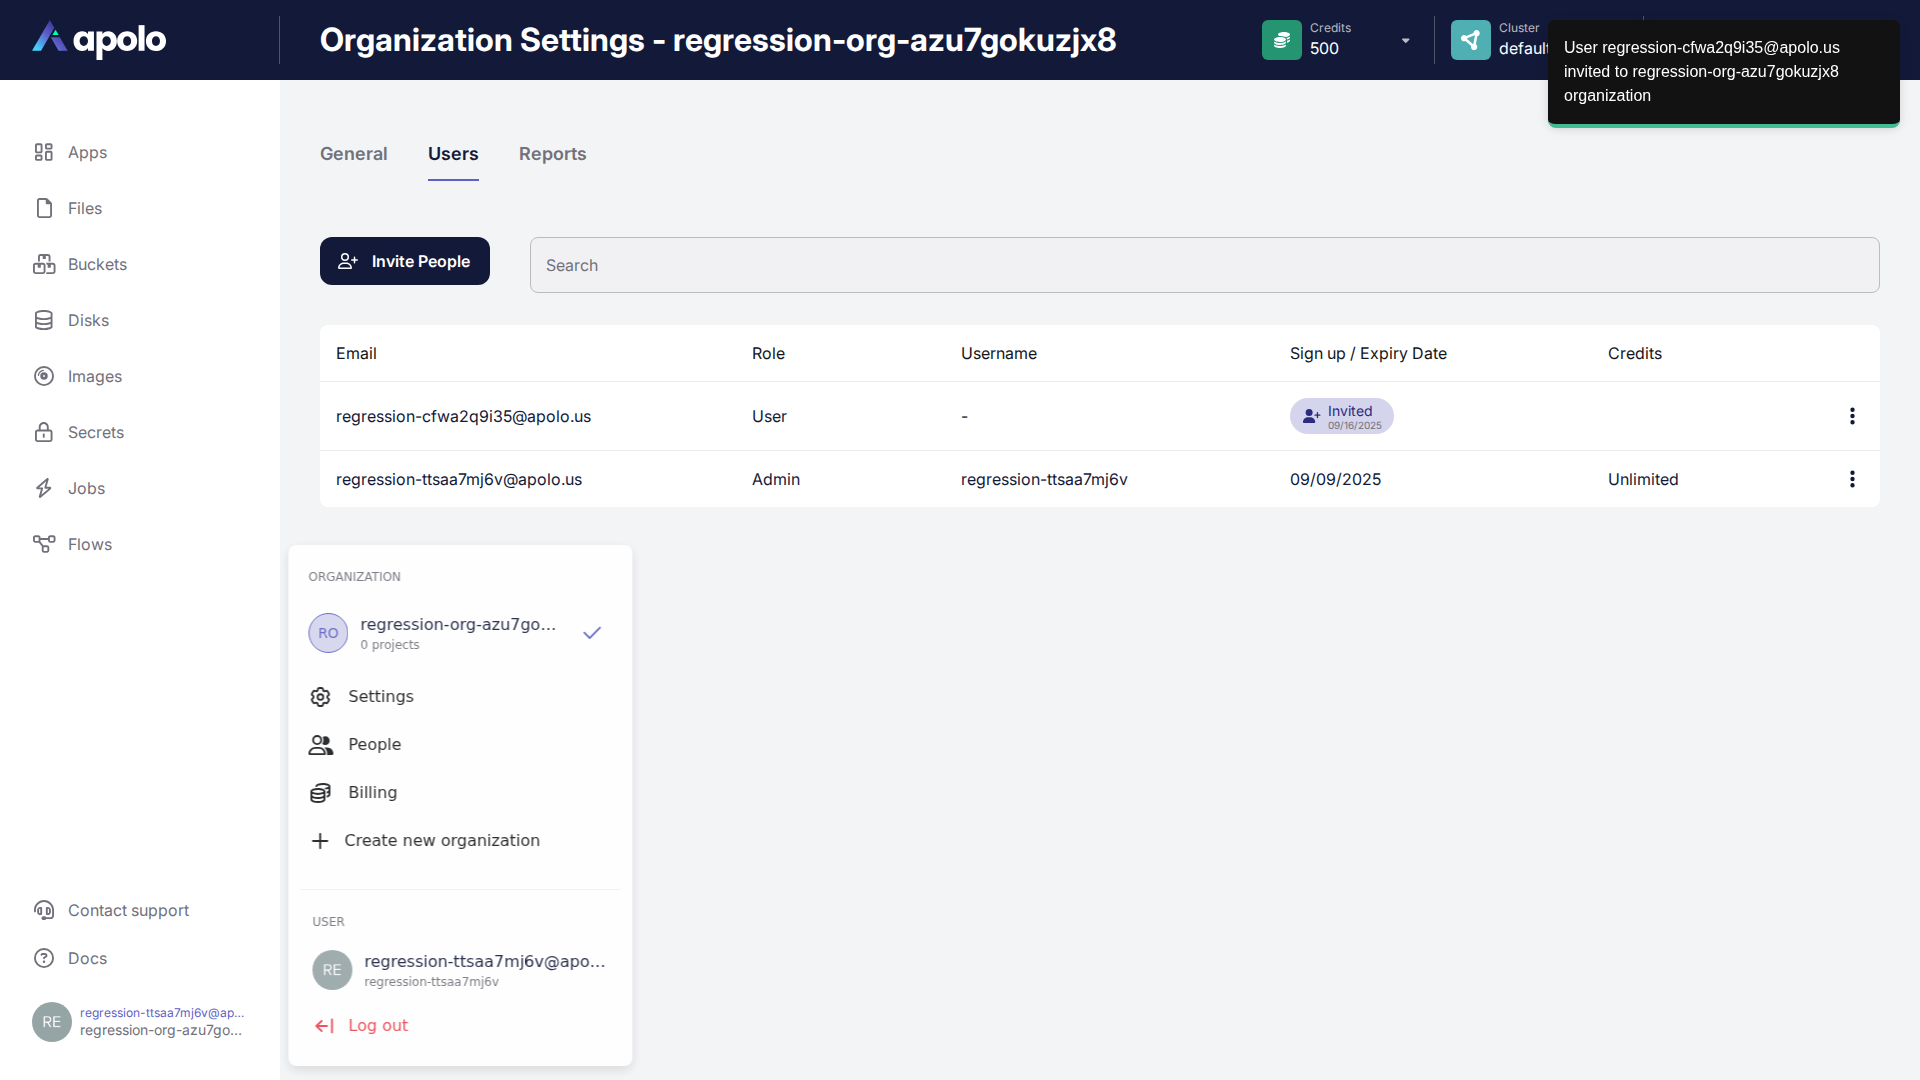 apolo
Organization Settings - regression-org-azu7gokuzjx8
Credits
500
Cluster
default
User regression-cfwa2q9i35@apolo.us
invited to regression-org-azu7gokuzjx8
organization
Apps
Files
Buckets
Disks
Images
Secrets
Jobs
Flows
General
Users
Reports
Invite People
Search
Email
Role
Username
Sign up / Expiry Date
Credits
regression-cfwa2q9i35@apolo.us
User
-
Invited
09/16/2025
regression-ttsaa7mj6v@apolo.us
Admin
regression-ttsaa7mj6v
09/09/2025
Unlimited
ORGANIZATION
RO
regression-org-azu7go...
0 projects
Settings
People
Billing
Create new organization
USER
RE
regression-ttsaa7mj6v@apo...
regression-ttsaa7mj6v
Log out
Contact support
Docs
RE
regression-ttsaa7mj6v@ap...
regression-org-azu7go...